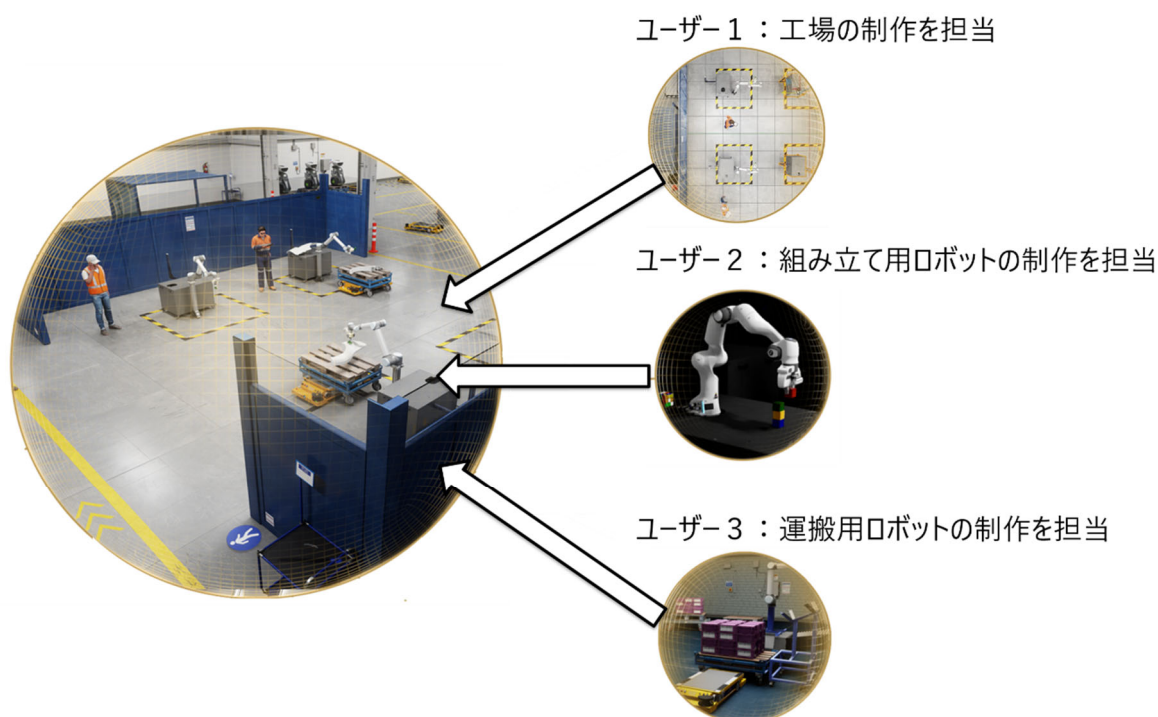 ユーザー１：工場の制作を担当
ユーザー２：組み立て用ロボットの制作を担当
ユーザー３：運搬用ロボットの制作を担当